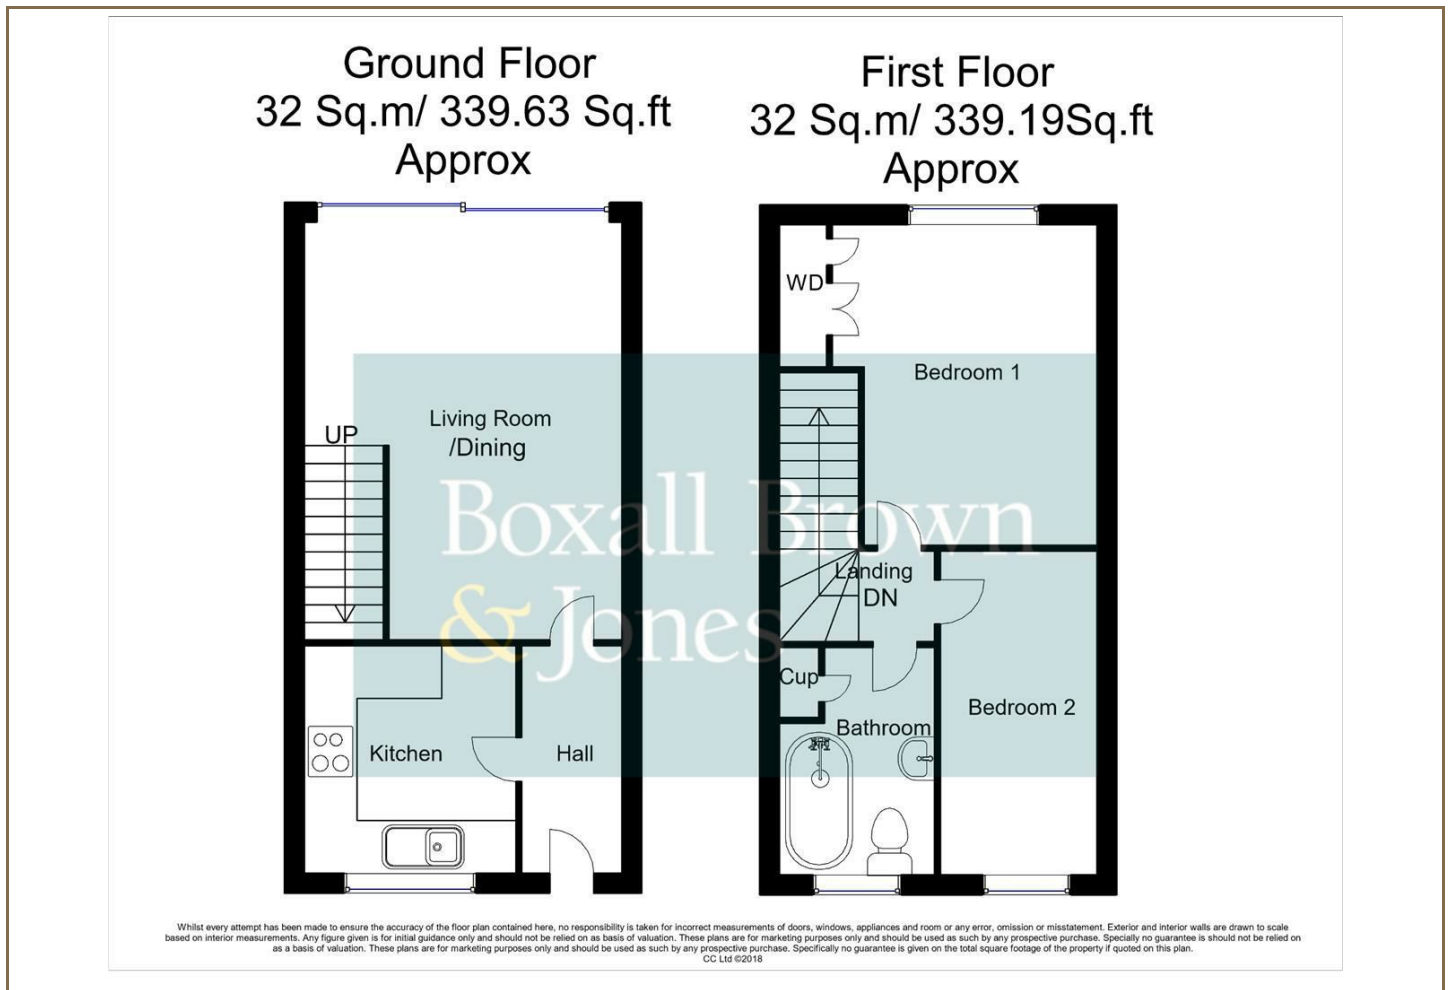 Ground Floor
32 Sq.m/ 339.63 Sq.ft
Approx
First Floor
32 Sq.m/ 339.19Sq.ft
Approx
UP
Living Room
/Dining
Kitchen
Hall
WD
Bedroom 1
Landing
DN
Cup
Bathroom
Bedroom 2
Boxall Brown
& Jones
Whilst every attempt has been made to ensure the accuracy of the floor plan contained here, no responsibility is taken for incorrect measurements of doors, windows, appliances and room or any error, omission or misstatement. Exterior and interior walls are drawn to scale
based on interior measurements. Any figure given is for initial guidance only and should not be relied on as basis of valuation. These plans are for marketing purposes only and should be used as such by any prospective purchase. Specially no guarantee is should not be relied on
as a basis of valuation. These plans are for marketing purposes only and should be used as such by any prospective purchase. Specifically no guarantee is given on the total square footage of the property if quoted on this plan.
CC Ltd ©2018